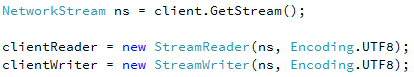 NetworkStream ns = client.GetStream();
clientReader = new StreamReader(ns, Encoding.UTF8);
clientWriter = new StreamWriter(ns, Encoding.UTF8);